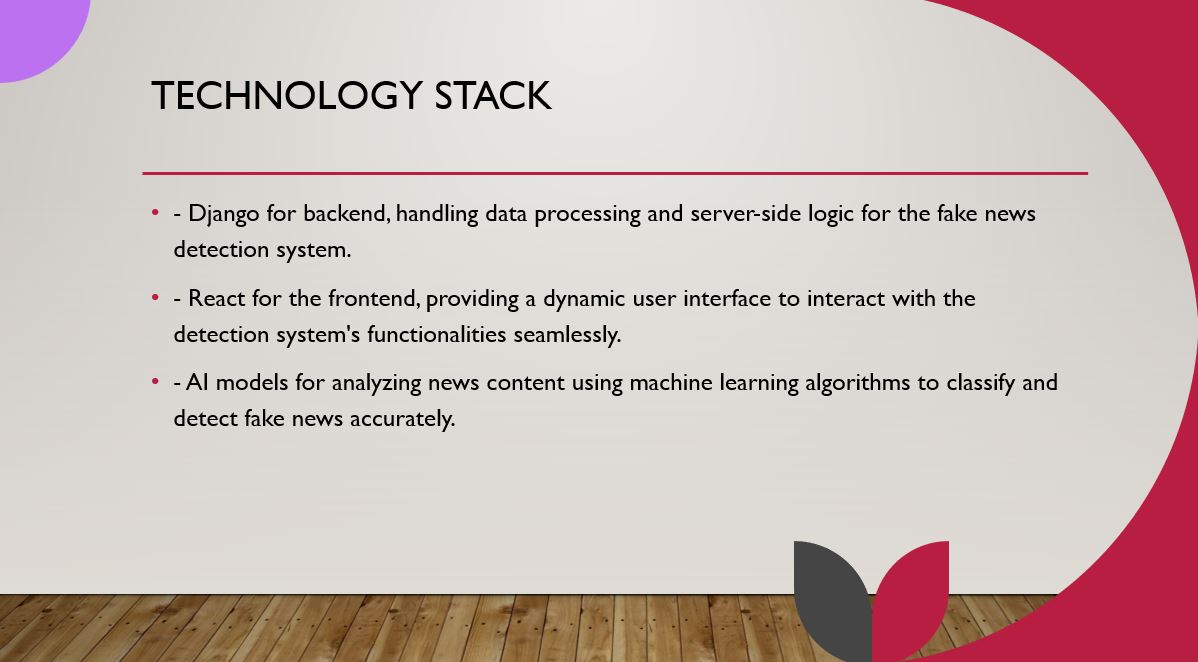 TECHNOLOGY STACK
• - Django for backend, handling data processing and server-side logic for the fake news
detection system.
• - React for the frontend, providing a dynamic user interface to interact with the
detection system's functionalities seamlessly.
• - AI models for analyzing news content using machine learning algorithms to classify and
detect fake news accurately.